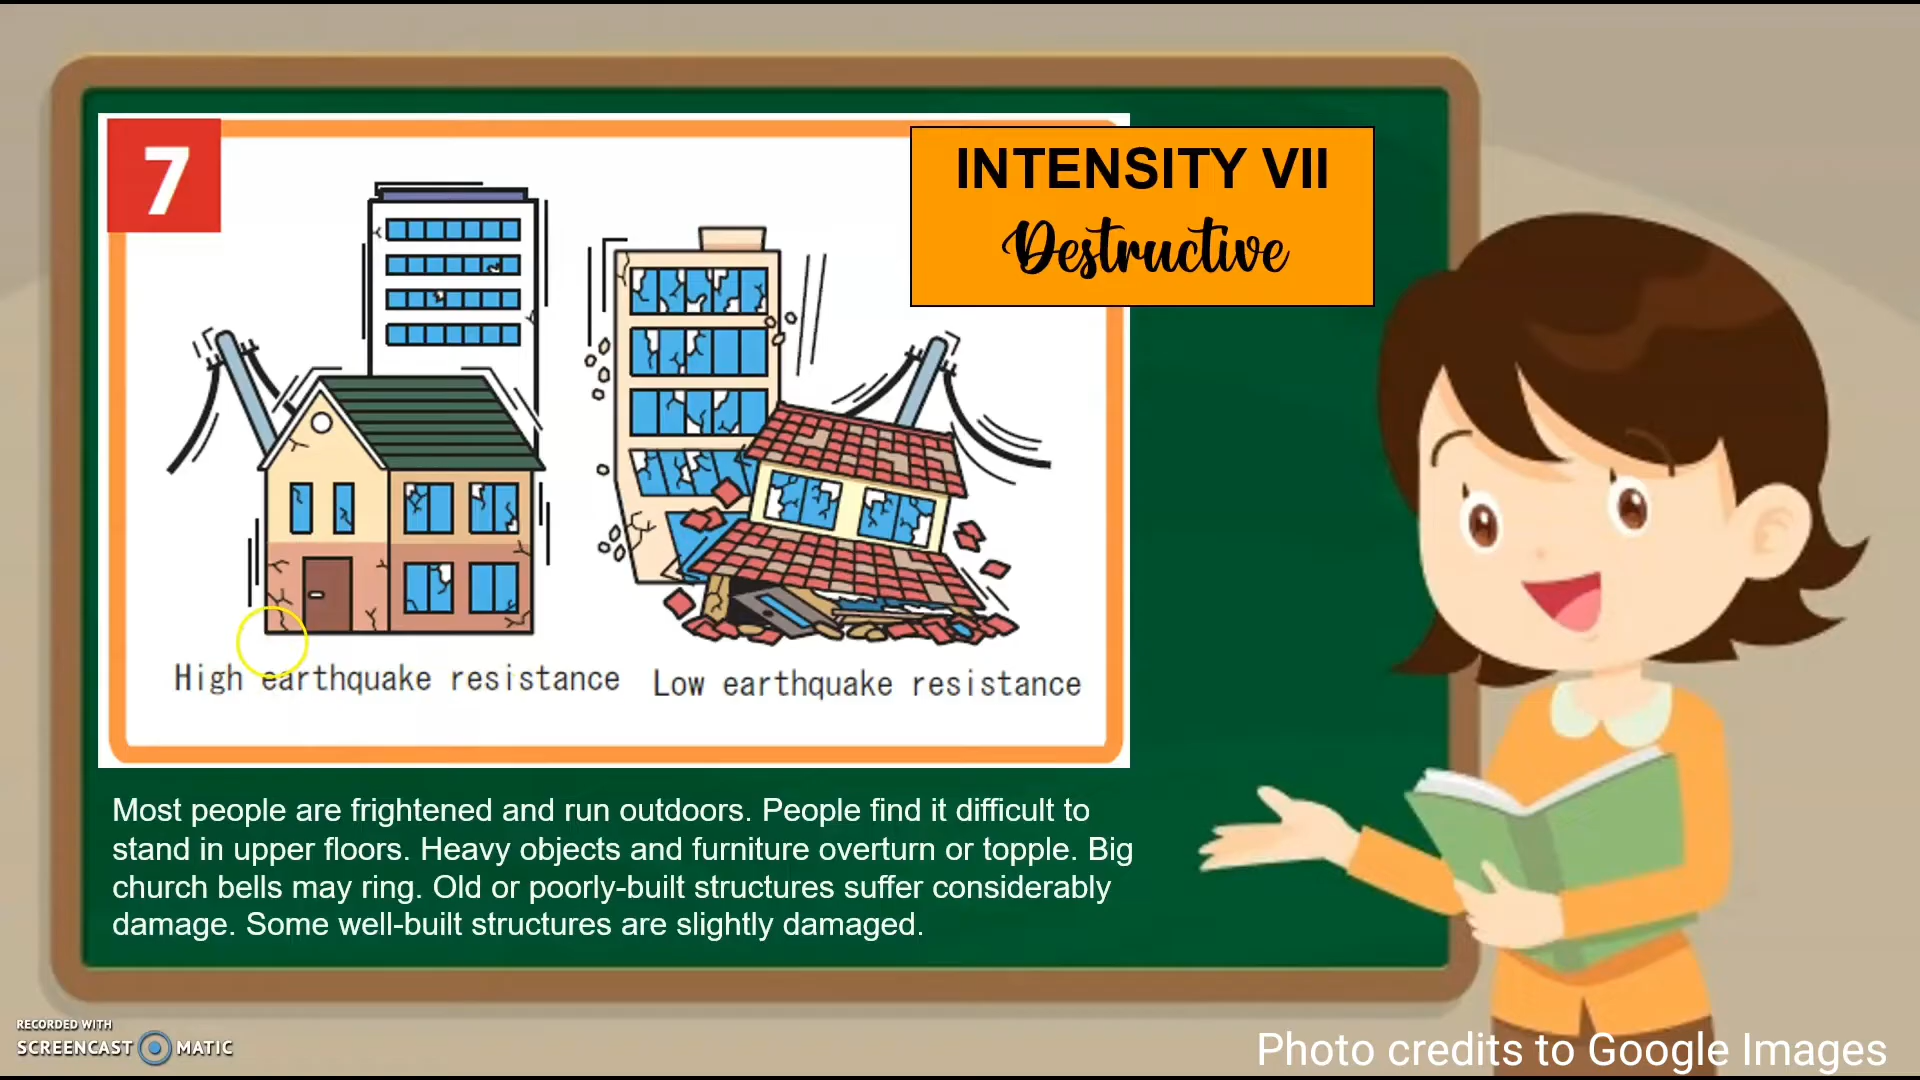 7
INTENSITY VII
Destructive
High earthquake resistance
Low earthquake resistance
Most people are frightened and run outdoors. People find it difficult to
stand in upper floors. Heavy objects and furniture overturn or topple. Big
church bells may ring. Old or poorly-built structures suffer considerably
damage. Some well-built structures are slightly damaged.
RECORDED WITH
SCREENCAST MATIC
Photo credits to Google Images